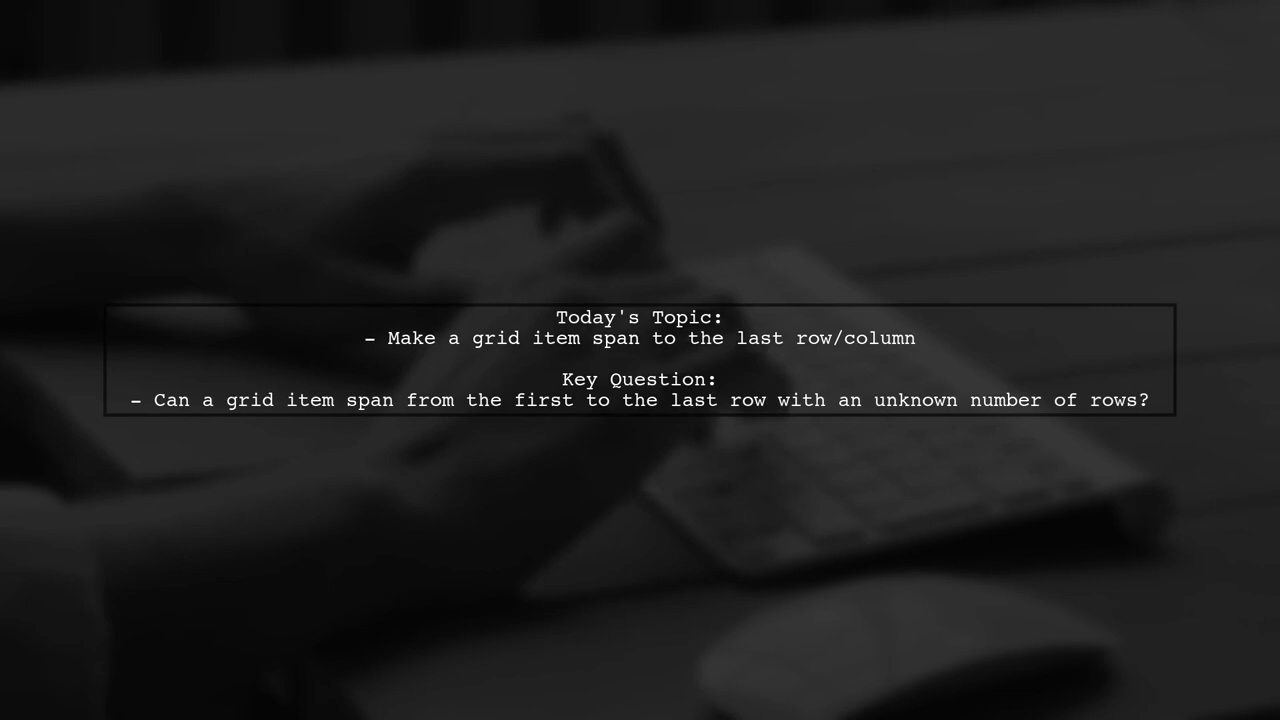 Today's Topic:
– Make a grid item span to the last row/column
Key Question:
– Can a grid item span from the first to the last row with an unknown number of rows?